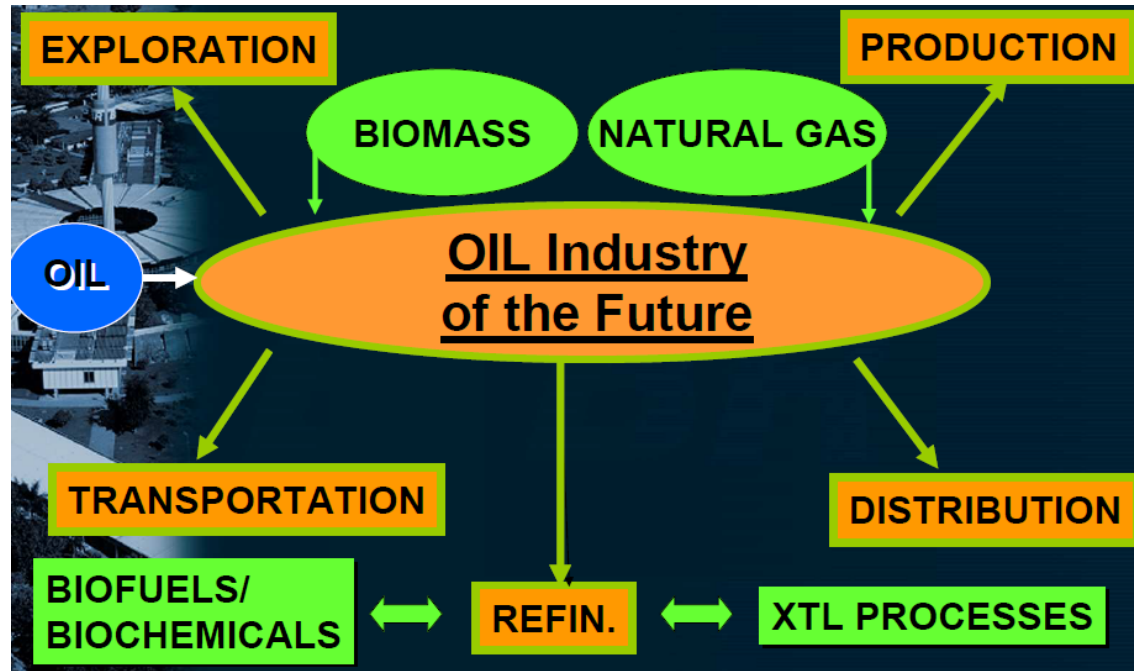 EXPLORATION
PRODUCTION
BIOMASS
NATURAL GAS
OIL
OIL Industry
of the Future
TRANSPORTATION
DISTRIBUTION
BIOFUELS/
BIOCHEMICALS
REFIN.
XTL PROCESSES